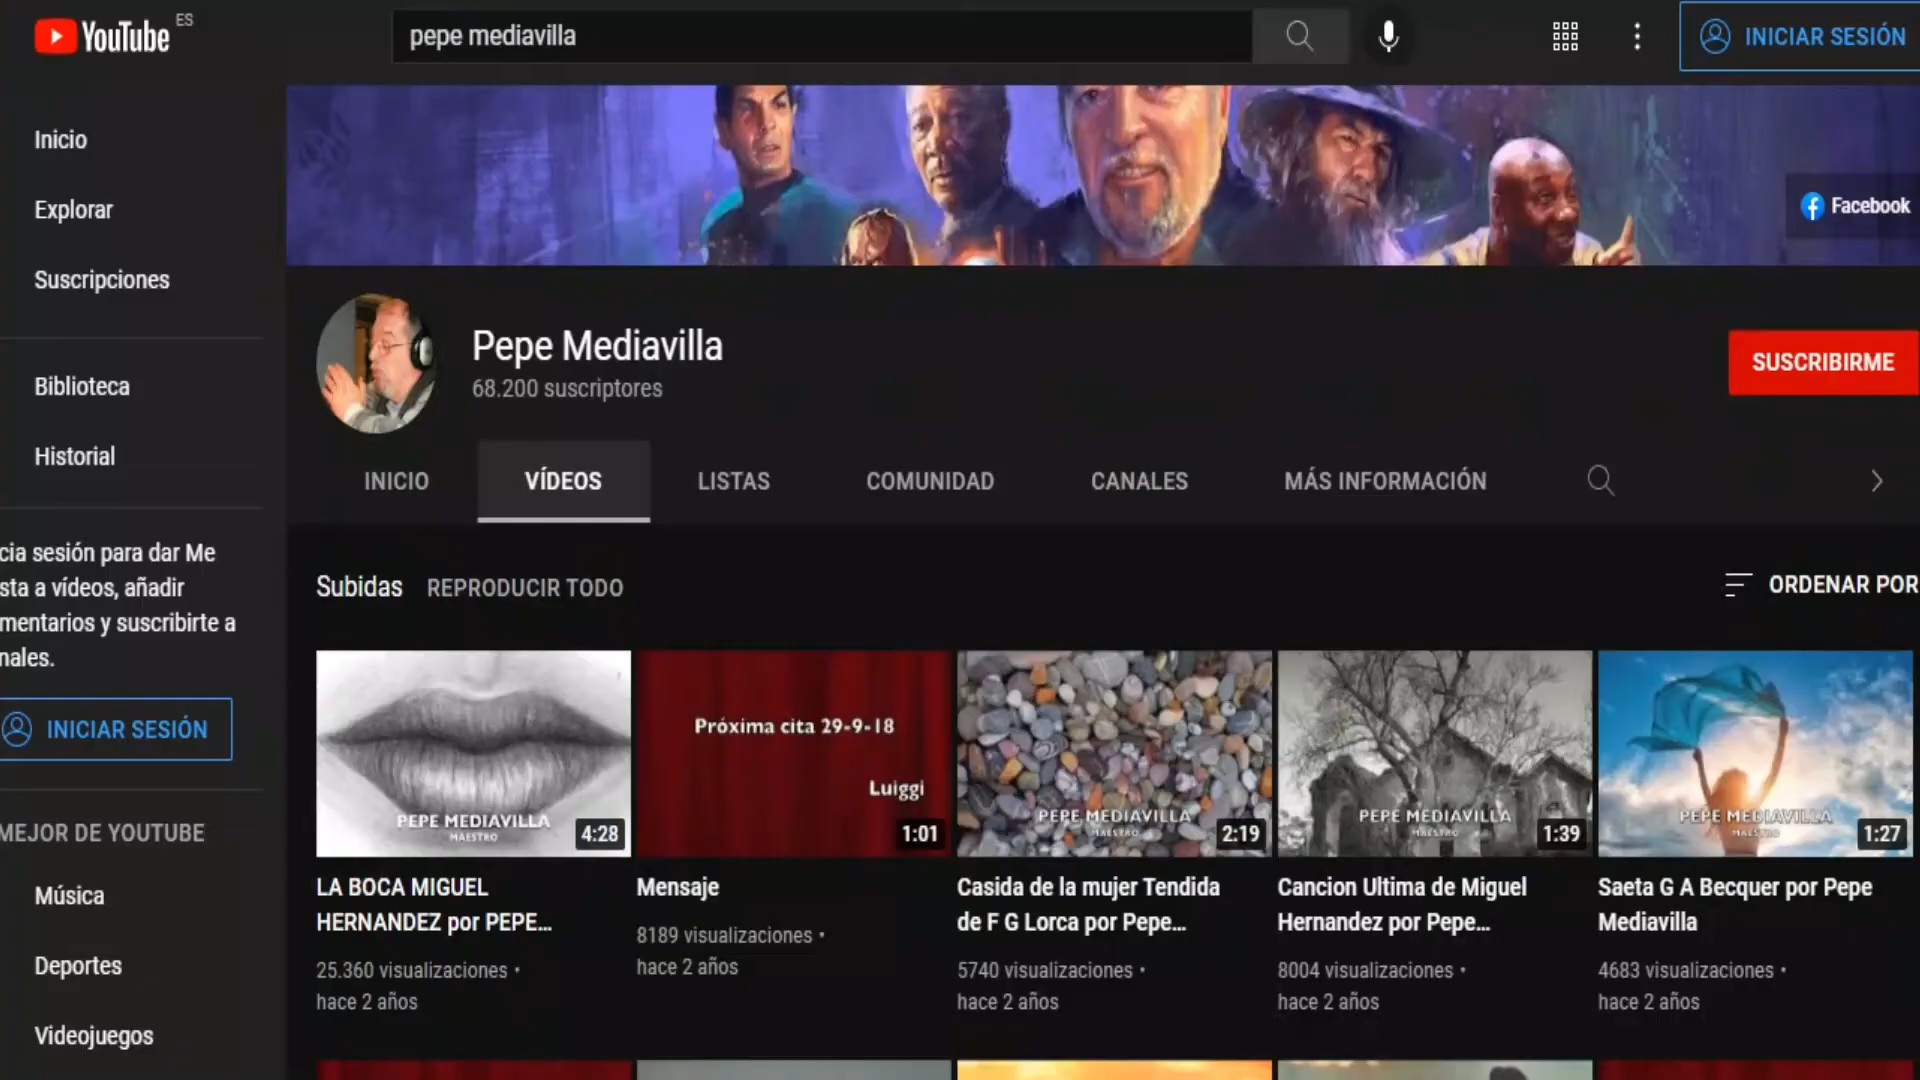 YouTube ES
pepe mediavilla
INICIAR SESIÓN
Inicio
Explorar
Suscripciones
Biblioteca
Historial
cia sesión para dar Me
sta a vídeos, añadir
mentarios y suscribirte a
nales.
INICIAR SESIÓN
MEJOR DE YOUTUBE
Música
Deportes
Videojuegos
Facebook
Pepe Mediavilla
68.200 suscriptores
SUSCRIBIRME
INICIO VÍDEOS LISTAS COMUNIDAD CANALES MÁS INFORMACIÓN
Subidas REPRODUCIR TODO
ORDENAR POR
PEPE MEDIAVILLA
MAESTRO
4:28
LA BOCA MIGUEL
HERNANDEZ por PEPE...
25.360 visualizaciones •
hace 2 años
Próxima cita 29-9-18
Luiggi
1:01
Mensaje
8189 visualizaciones •
hace 2 años
PEPE MEDIAVILLA
MAESTRO
2:19
Casida de la mujer Tendida
de F G Lorca por Pepe...
5740 visualizaciones •
hace 2 años
PEPE MEDIAVILLA
MAESTRO
1:39
Cancion Ultima de Miguel
Hernandez por Pepe...
8004 visualizaciones •
hace 2 años
PEPE MEDIAVILLA
MAESTRO
1:27
Saeta G A Becquer por Pepe
Mediavilla
4683 visualizaciones •
hace 2 años